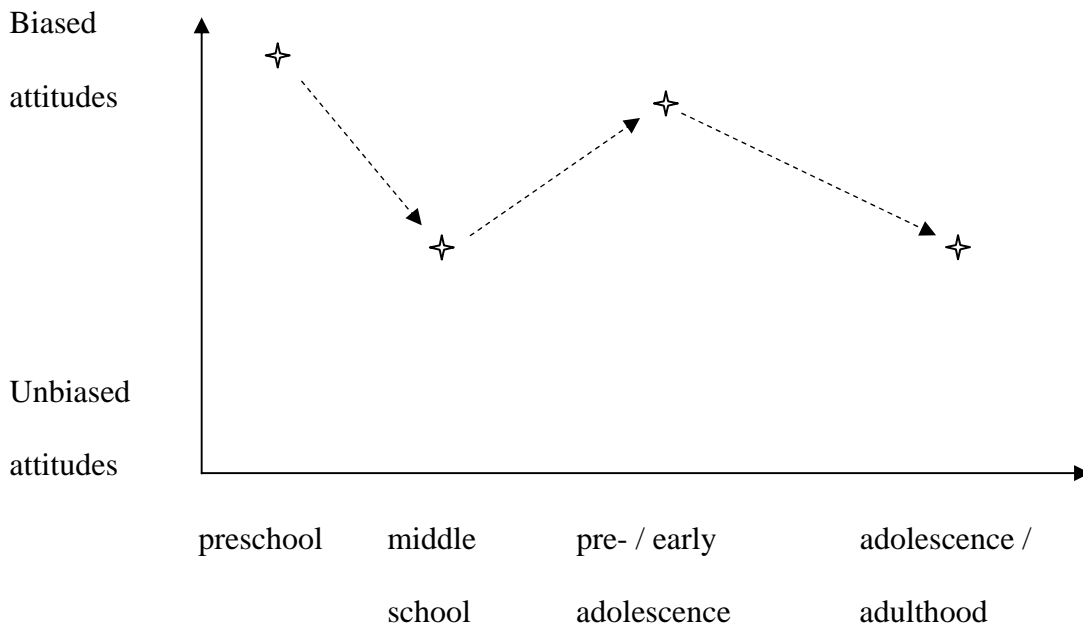 Biased
attitudes
Unbiased
attitudes
preschool middle pre- / early adolescence /
school adolescence adulthood